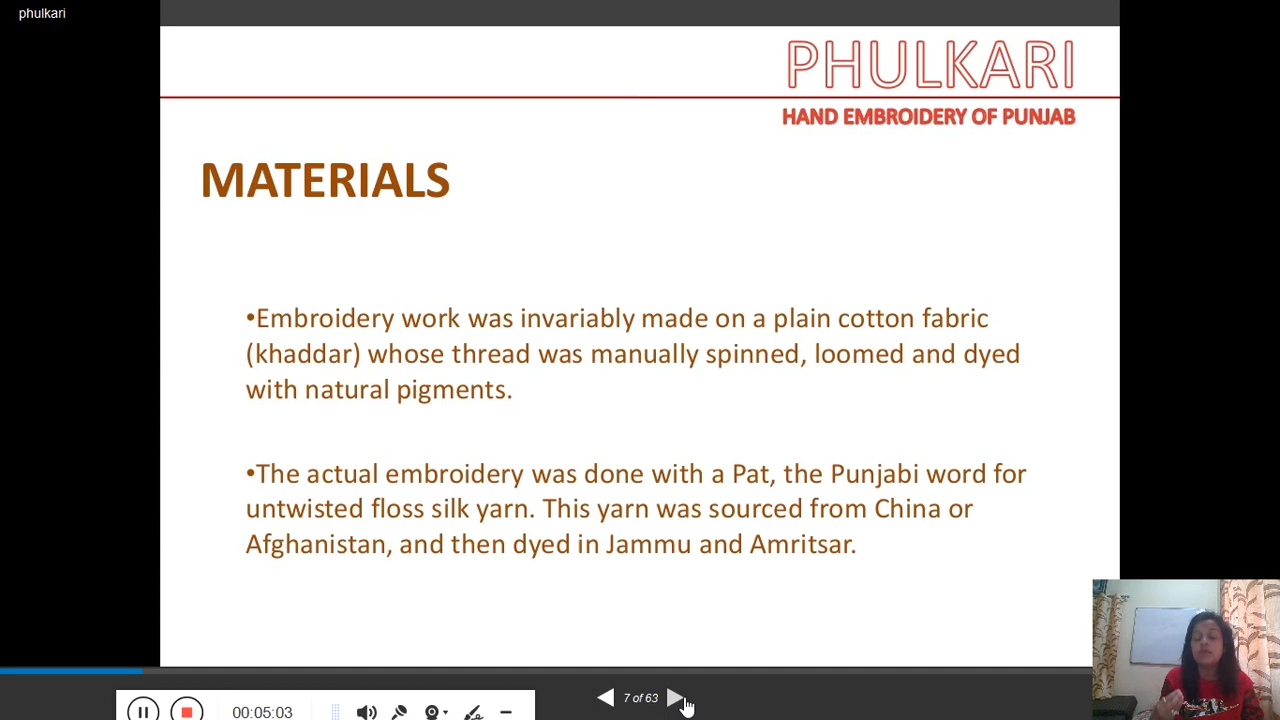 phulkari
PHULKARI
HAND EMBROIDERY OF PUNJAB
MATERIALS
•Embroidery work was invariably made on a plain cotton fabric
(khaddar) whose thread was manually spinned, loomed and dyed
with natural pigments.
•The actual embroidery was done with a Pat, the Punjabi word for
untwisted floss silk yarn. This yarn was sourced from China or
Afghanistan, and then dyed in Jammu and Amritsar.
7 of 63
00:05:03